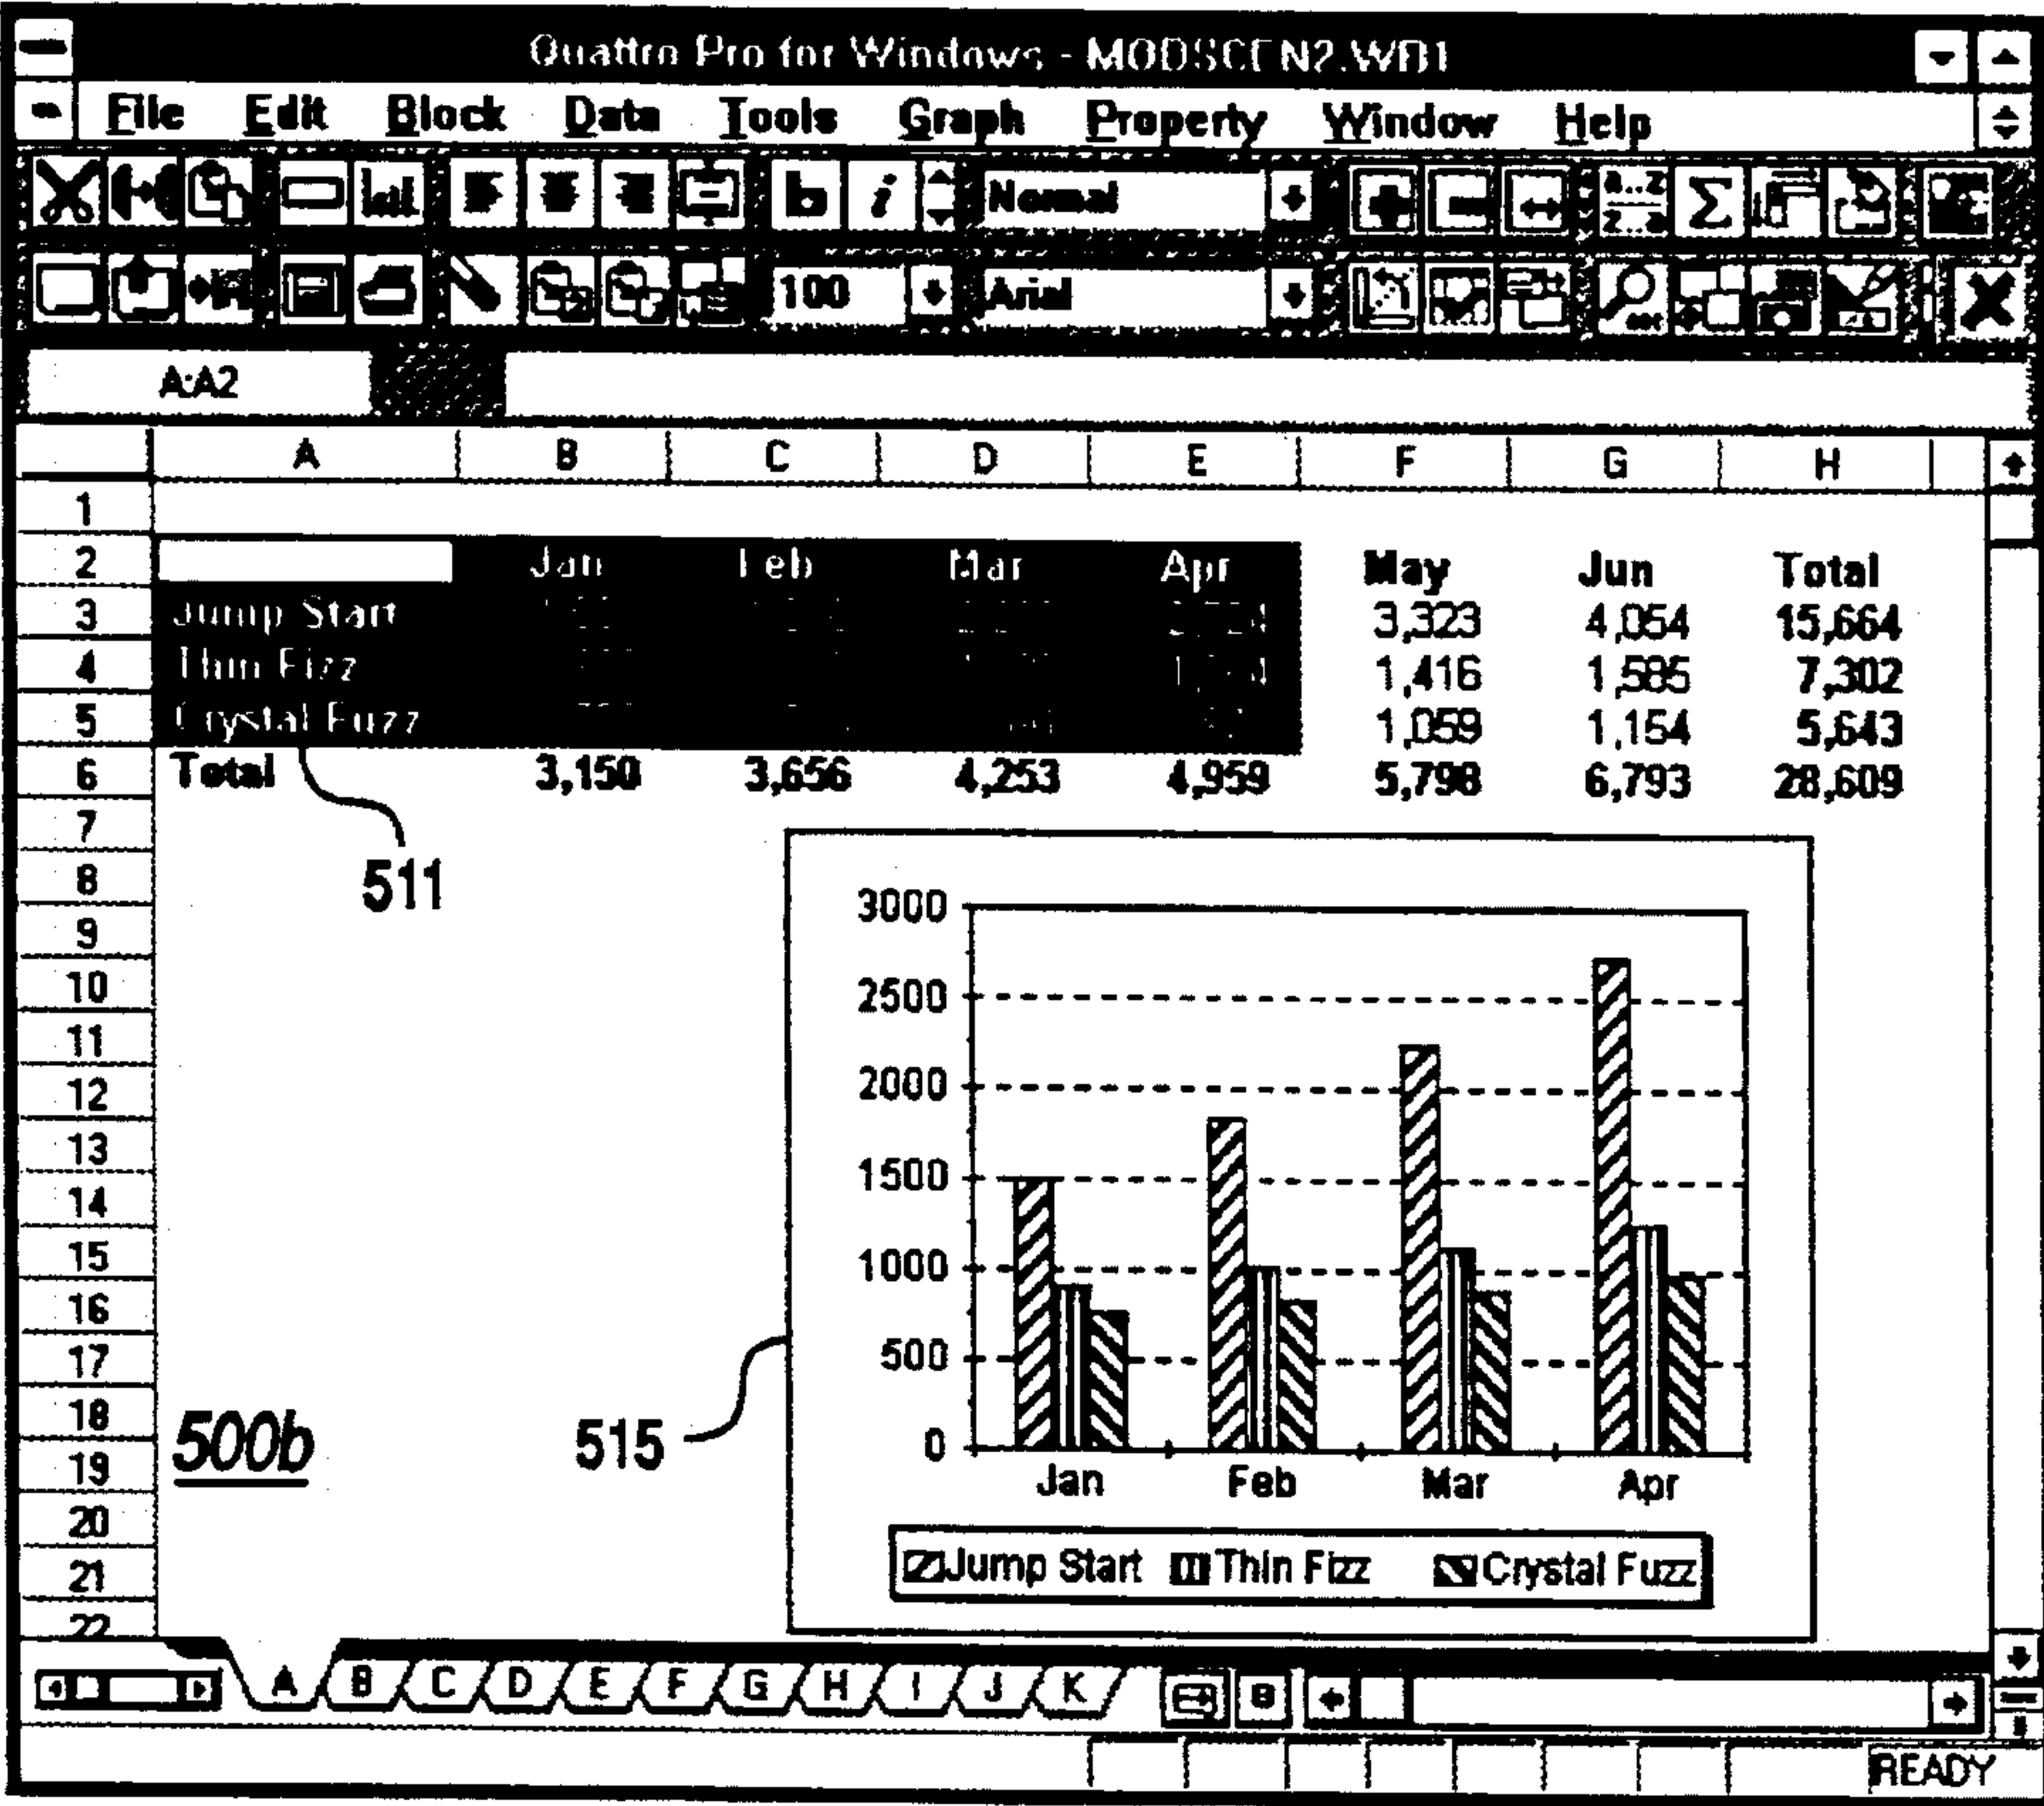 Quattro Pro for Windows - MODSCEN2.WB1
File Edit Block Data Tools Graph Property Window Help
b i Normal a..z z..a Σ
100 Arial
A:A2
A B C D E F G H
1
2 Jan Feb Mar Apr May Jun Total
3 Jump Start 3,323 4,054 15,664
4 Thin Fizz 1,416 1,585 7,302
5 Crystal Fuzz 1,059 1,154 5,643
6 Total 3,150 3,656 4,253 4,959 5,798 6,793 28,609
7
8
9
10
11
12
13
14
15
16
17
18
19
20
21
22
511
3000
2500
2000
1500
1000
500
0
Jan Feb Mar Apr
Jump Start Thin Fizz Crystal Fuzz
500b
515
A B C D E F G H I J K
READY